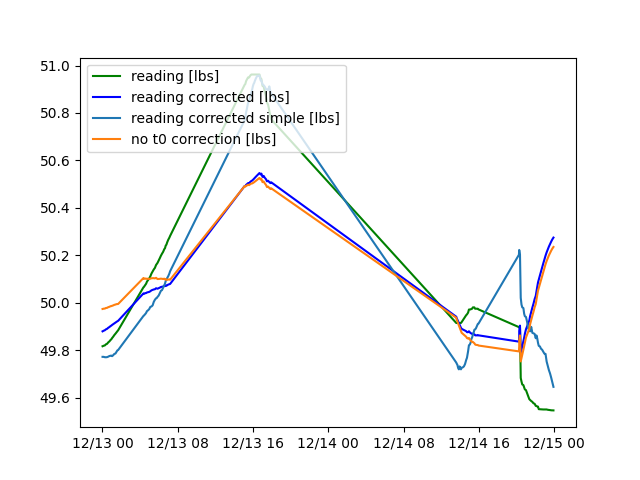 51.0
50.8
50.6
50.4
50.2
50.0
49.8
49.6
reading [lbs]
reading corrected [lbs]
reading corrected simple [lbs]
no t0 correction [lbs]
12/13 00 12/13 08 12/13 16 12/14 00 12/14 08 12/14 16 12/15 00